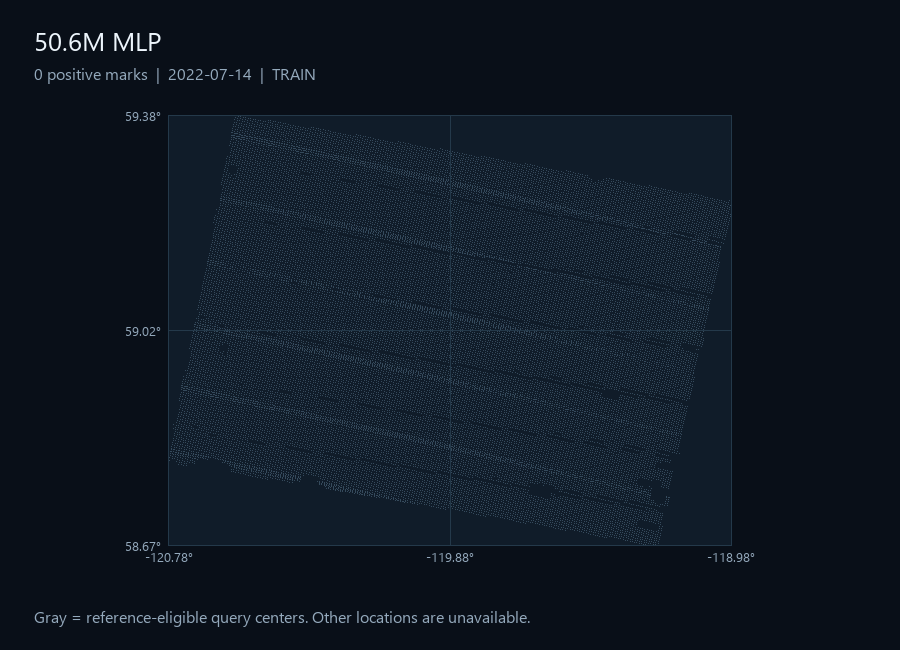 50.6M MLP
0 positive marks | 2022-07-14 | TRAIN
59.38°
59.02°
58.67°
-120.78°
-119.88°
-118.98°
Gray = reference-eligible query centers. Other locations are unavailable.